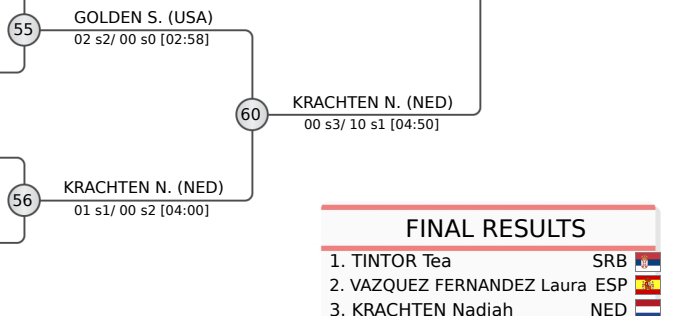 55
GOLDEN S. (USA)
02 s2/ 00 s0 [02:58]
60
KRACHTEN N. (NED)
00 s3/ 10 s1 [04:50]
56
KRACHTEN N. (NED)
01 s1/ 00 s2 [04:00]
FINAL RESULTS
1. TINTOR Tea SRB
2. VAZQUEZ FERNANDEZ Laura ESP
3. KRACHTEN Nadiah NED